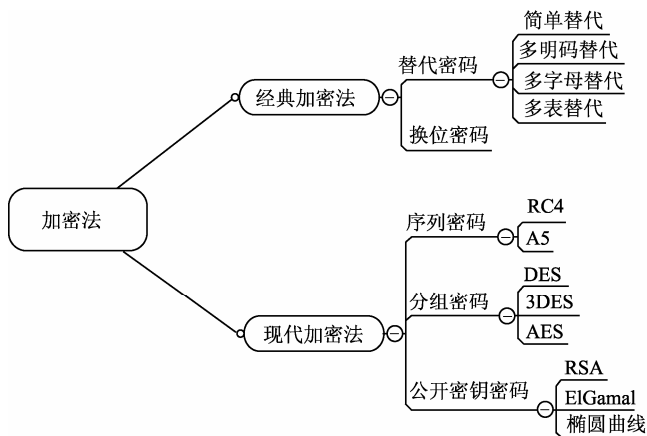 加密法
经典加密法
替代密码
简单替代
多明码替代
多字母替代
多表替代
换位密码
现代加密法
序列密码
RC4
A5
分组密码
DES
3DES
AES
公开密钥密码
RSA
ElGamal
椭圆曲线